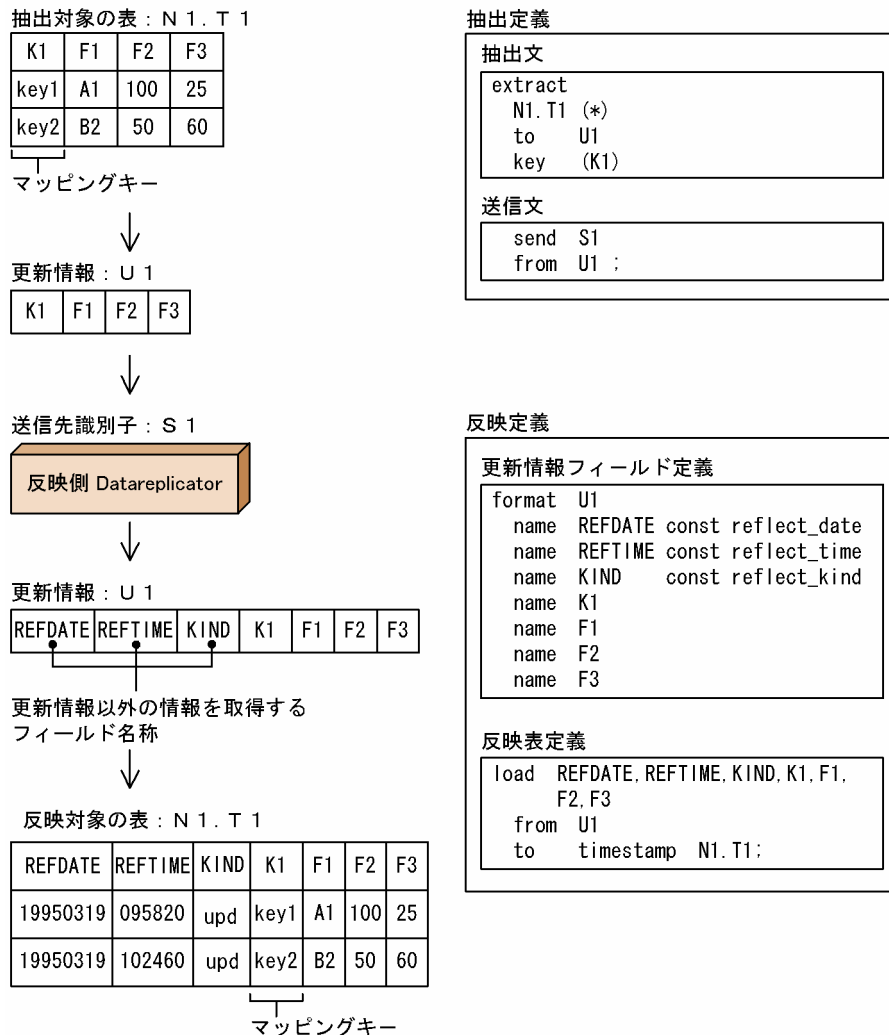 抽出対象の表：Ｎ１．Ｔ１
K1 F1 F2 F3
key1 A1 100 25
key2 B2 50 60
マッピングキー
更新情報：Ｕ１
K1 F1 F2 F3
送信先識別子：Ｓ１
反映側 Datareplicator
更新情報：Ｕ１
REFDATE REFTIME KIND K1 F1 F2 F3
更新情報以外の情報を取得する
フィールド名称
反映対象の表：Ｎ１．Ｔ１
REFDATE REFTIME KIND K1 F1 F2 F3
19950319 095820 upd key1 A1 100 25
19950319 102460 upd key2 B2 50 60
マッピングキー
抽出定義
抽出文
extract
N1.T1 (*)
to U1
key (K1)
送信文
send S1
from U1 ;
反映定義
更新情報フィールド定義
format U1
name REFDATE const reflect_date
name REFTIME const reflect_time
name KIND const reflect_kind
name K1
name F1
name F2
name F3
反映表定義
load REFDATE,REFTIME,KIND,K1,F1,
F2,F3
from U1
to timestamp N1.T1;